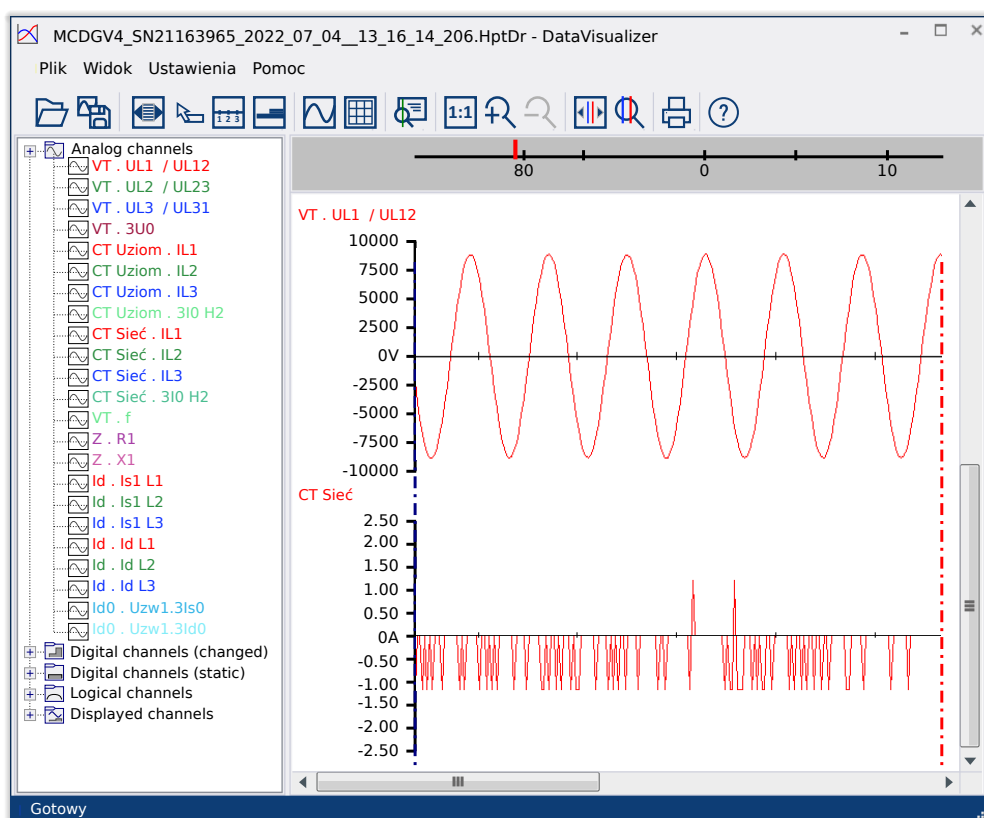 MCDGV4_SN21163965_2022_07_04__13_16_14_206.HptDr - DataVisualizer
Plik Widok Ustawienia Pomoc
1 2 3
1:1
?
Analog channels
VT . UL1 / UL12
VT . UL2 / UL23
VT . UL3 / UL31
VT . 3U0
CT Uziom . IL1
CT Uziom . IL2
CT Uziom . IL3
CT Uziom . 3I0 H2
CT Sieć . IL1
CT Sieć . IL2
CT Sieć . IL3
CT Sieć . 3I0 H2
VT . f
Z . R1
Z . X1
Id . Is1 L1
Id . Is1 L2
Id . Is1 L3
Id . Id L1
Id . Id L2
Id . Id L3
Id0 . Uzw1.3Is0
Id0 . Uzw1.3Id0
Digital channels (changed)
Digital channels (static)
Logical channels
Displayed channels
80 0 10
VT . UL1 / UL12
10000
7500
5000
2500
0V
-2500
-5000
-7500
-10000
CT Sieć
2.50
2.00
1.50
1.00
0.50
0A
-0.50
-1.00
-1.50
-2.00
-2.50
Gotowy